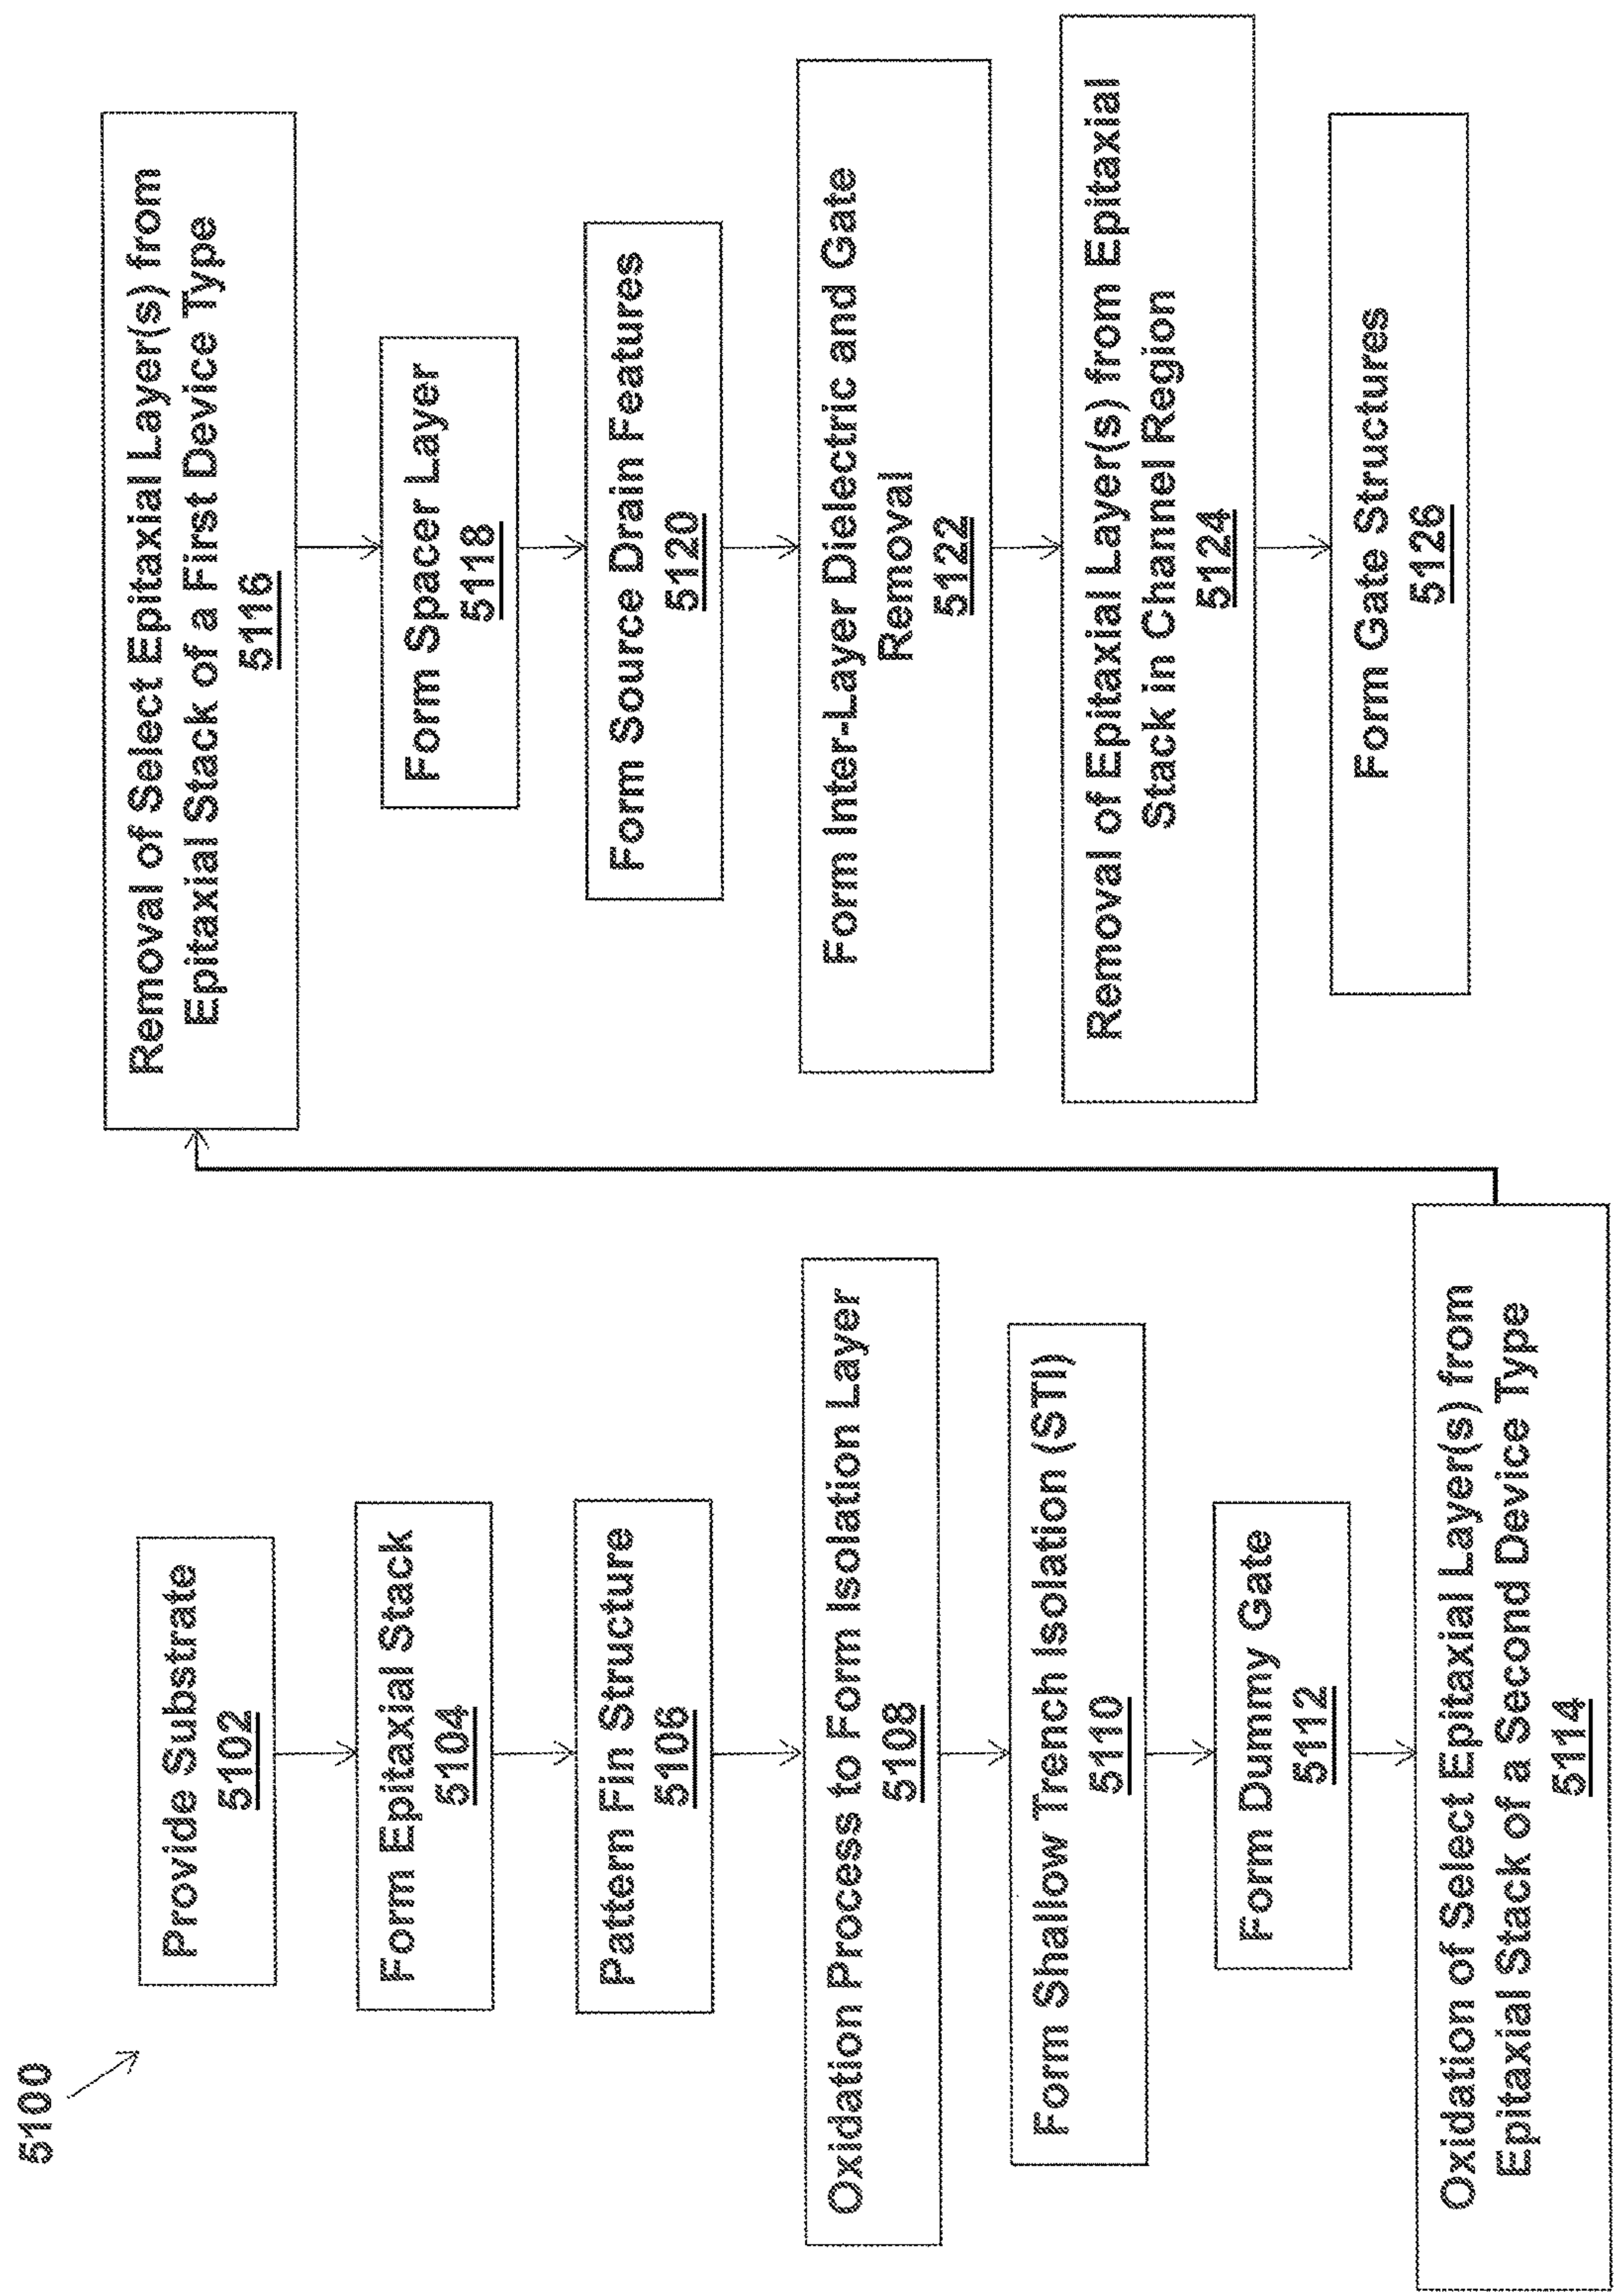 5100
Provide Substrate
5102
Form Epitaxial Stack
5104
Pattern Fin Structure
5106
Oxidation Process to Form Isolation Layer
5108
Form Shallow Trench Isolation (STI)
5110
Form Dummy Gate
5112
Oxidation of Select Epitaxial Layer(s) from
Epitaxial Stack of a Second Device Type
5114
Removal of Select Epitaxial Layer(s) from
Epitaxial Stack of a First Device Type
5116
Form Spacer Layer
5118
Form Source Drain Features
5120
Form Inter-Layer Dielectric and Gate
Removal
5122
Removal of Epitaxial Layer(s) from Epitaxial
Stack in Channel Region
5124
Form Gate Structures
5126